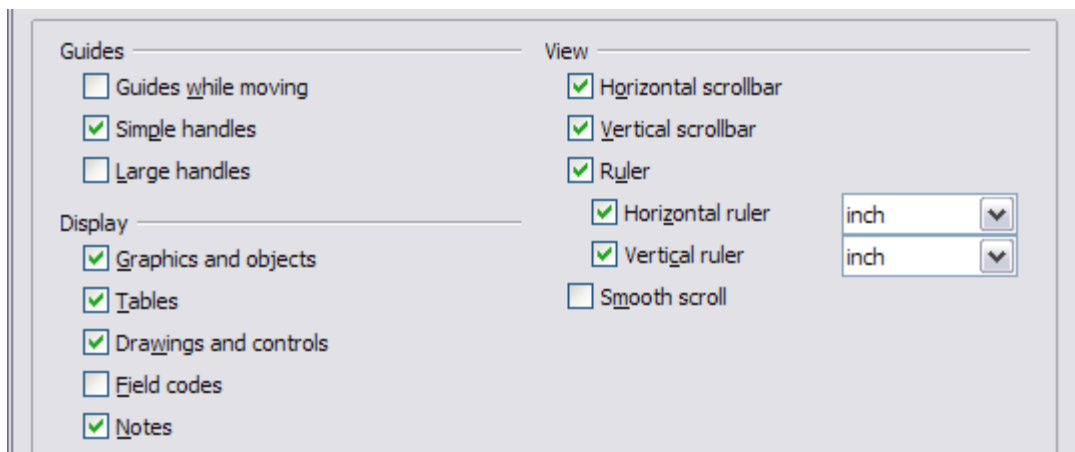 Guides
Guides while moving
Simple handles
Large handles
Display
Graphics and objects
Tables
Drawings and controls
Field codes
Notes
View
Horizontal scrollbar
Vertical scrollbar
Ruler
Horizontal ruler inch
Vertical ruler inch
Smooth scroll